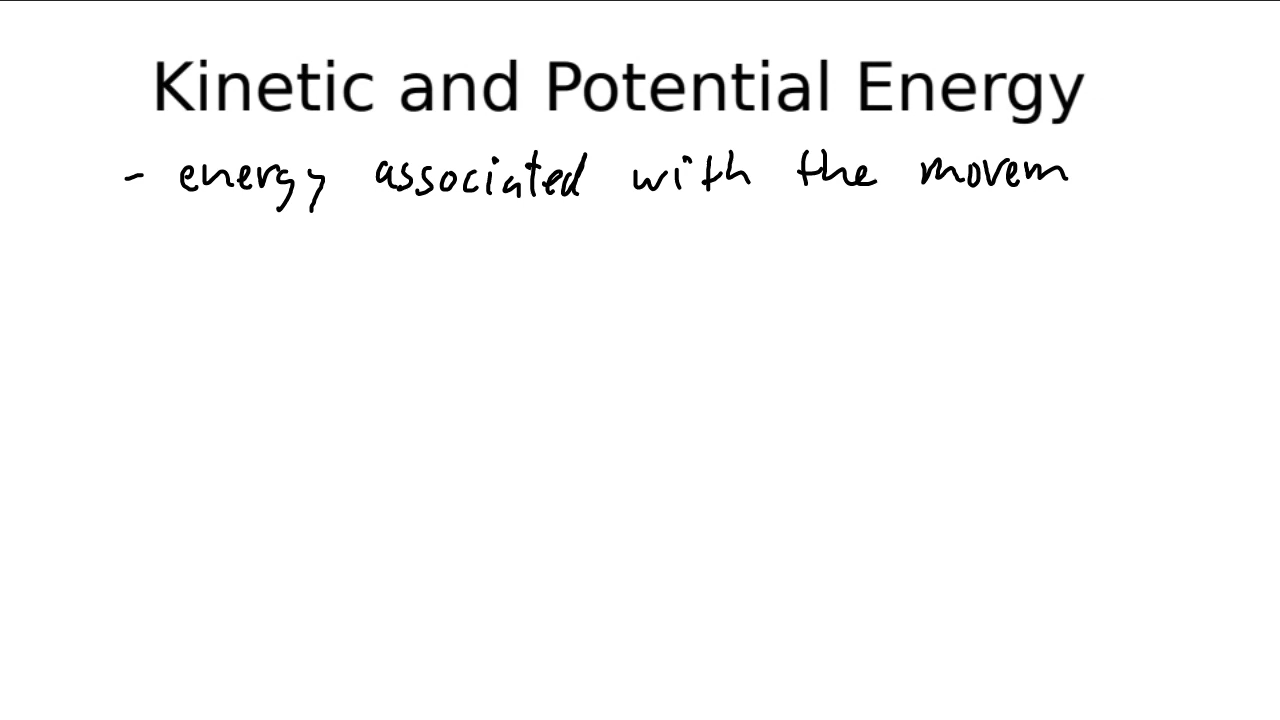 Kinetic and Potential Energy
- energy associated with the movem